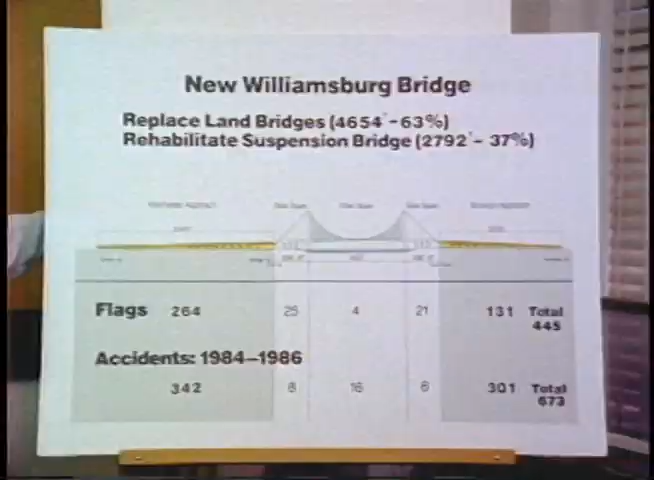 New Williamsburg Bridge
Replace Land Bridges (4654'-63%)
Rehabilitate Suspension Bridge (2792'- 37%)
Flags 264 25 4 21 131 Total
445
Accidents: 1984–1986
342 8 16 6 301 Total
673